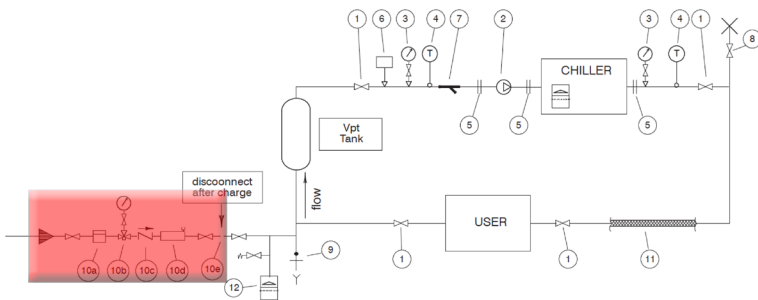 1 6 3 4 7 2 3 4 1 8
T T
CHILLER
5 5 5
Vpt
Tank
discoonnect
after charge
flow
USER
10a 10b 10c 10d 10e
9 1 1 11
12